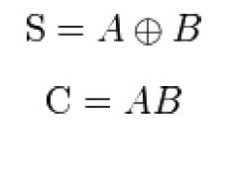 S = A ⊕ B
C = AB